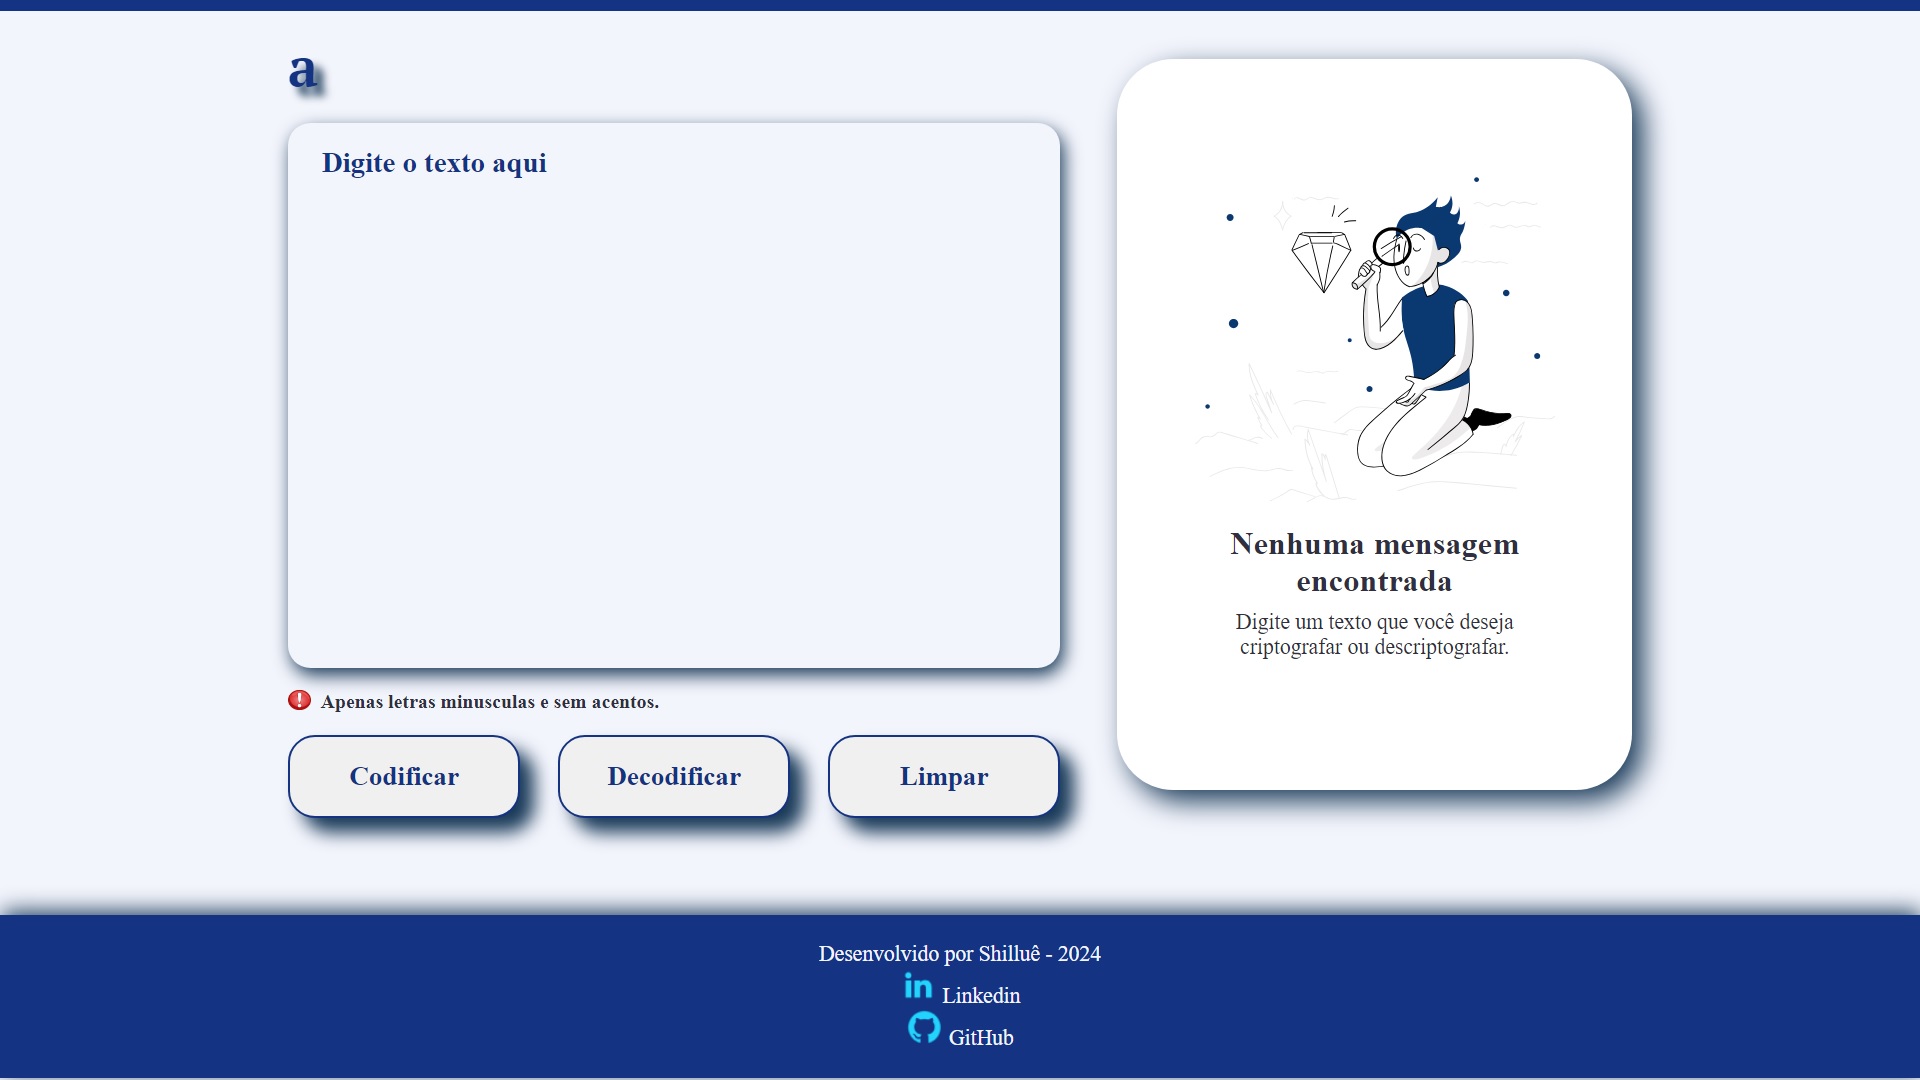 a
Digite o texto aqui
Apenas letras minusculas e sem acentos.
Codificar
Decodificar
Limpar
Nenhuma mensagem
encontrada
Digite um texto que você deseja
criptografar ou descriptografar.
Desenvolvido por Shilluê - 2024
in Linkedin
GitHub